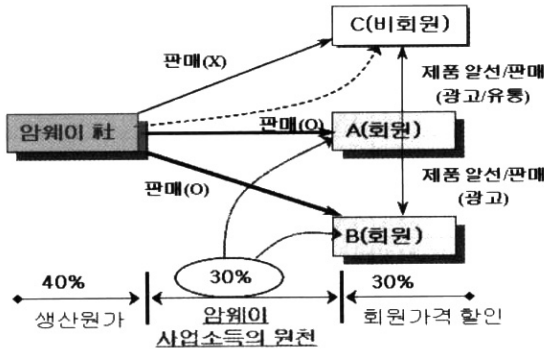 C(비회원)
판매(X)
제품 알선/판매
(광고/유통)
암웨이 社
판매(O)
A(회원)
판매(O)
제품 알선/판매
(광고)
B(회원)
40%
30%
30%
생산원가
암웨이
사업소득의 원천
회원가격 할인